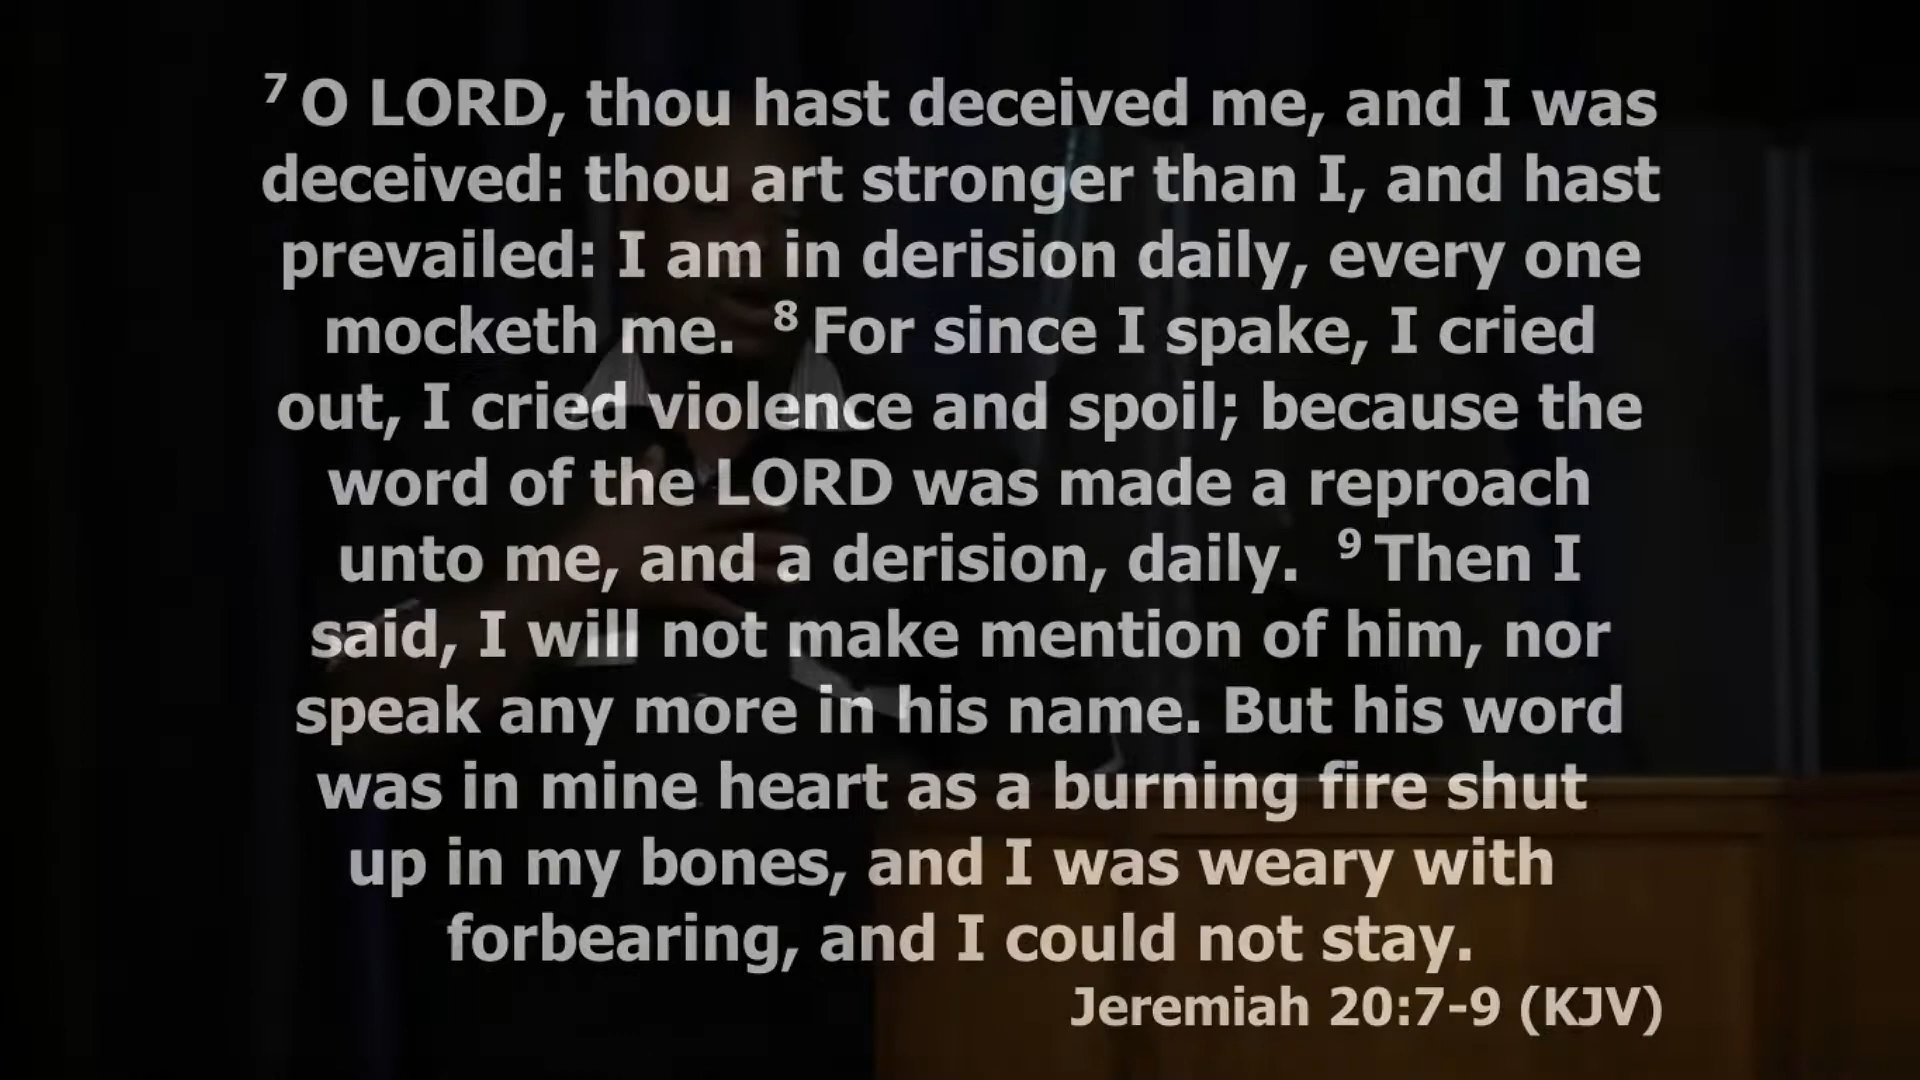 7 O LORD, thou hast deceived me, and I was
deceived: thou art stronger than I, and hast
prevailed: I am in derision daily, every one
mocketh me. 8 For since I spake, I cried
out, I cried violence and spoil; because the
word of the LORD was made a reproach
unto me, and a derision, daily. 9 Then I
said, I will not make mention of him, nor
speak any more in his name. But his word
was in mine heart as a burning fire shut
up in my bones, and I was weary with
forbearing, and I could not stay.
Jeremiah 20:7-9 (KJV)